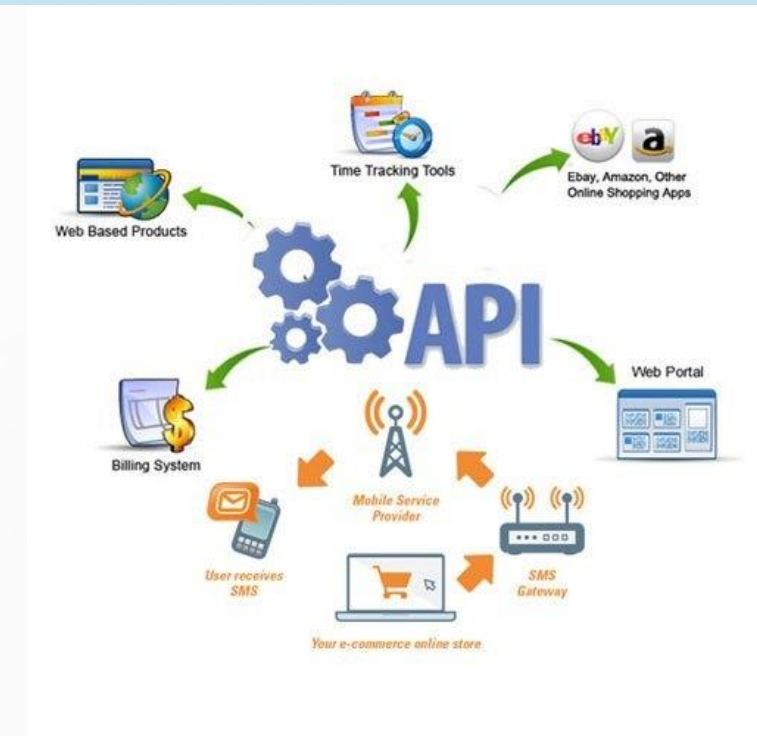 Time Tracking Tools
ebY
a
Ebay, Amazon, Other
Online Shopping Apps
Web Based Products
API
Web Portal
Billing System
Mobile Service
Provider
User receives
SMS
SMS
Gateway
Your e-commerce online store